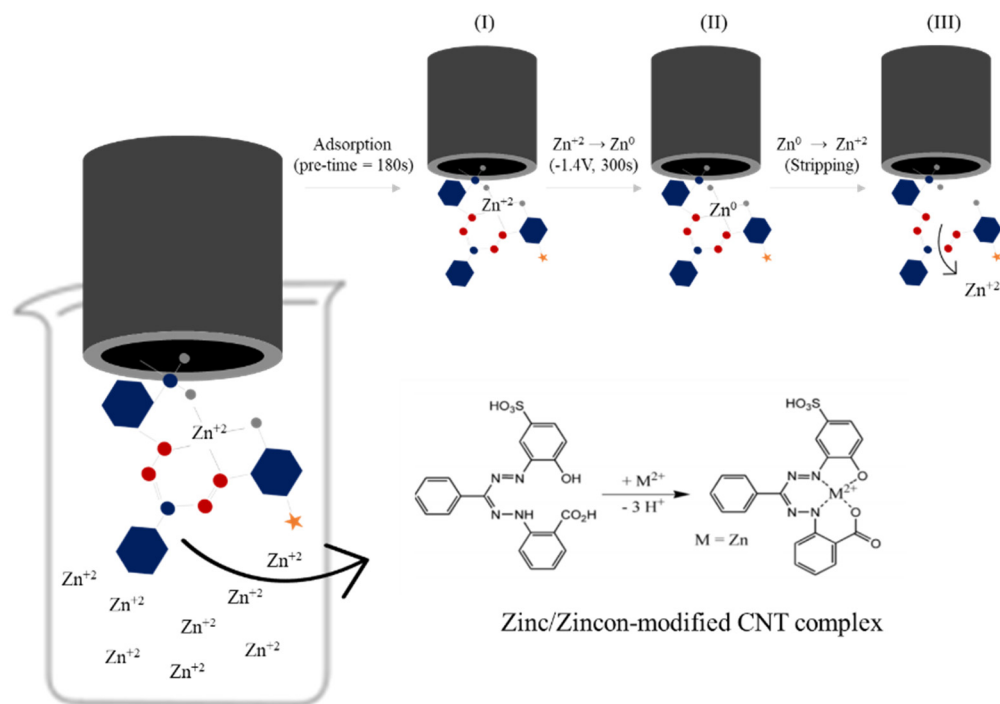 (I)
(II)
(III)
Adsorption
(pre-time = 180s)
Zn⁺² → Zn⁰
(-1.4V, 300s)
Zn⁰ → Zn⁺²
(Stripping)
Zn⁺²
Zn⁰
Zn⁺²
Zn⁺²
Zn⁺²
Zn⁺²
Zn⁺²
Zn⁺²
Zn⁺²
Zn⁺²
Zn⁺²
Zn⁺²
HO₃S
N=N
OH
N
NH
CO₂H
+ M²⁺
- 3 H⁺
M = Zn
HO₃S
N=N
O
M²⁺
N
N
O
O
Zinc/Zincon-modified CNT complex